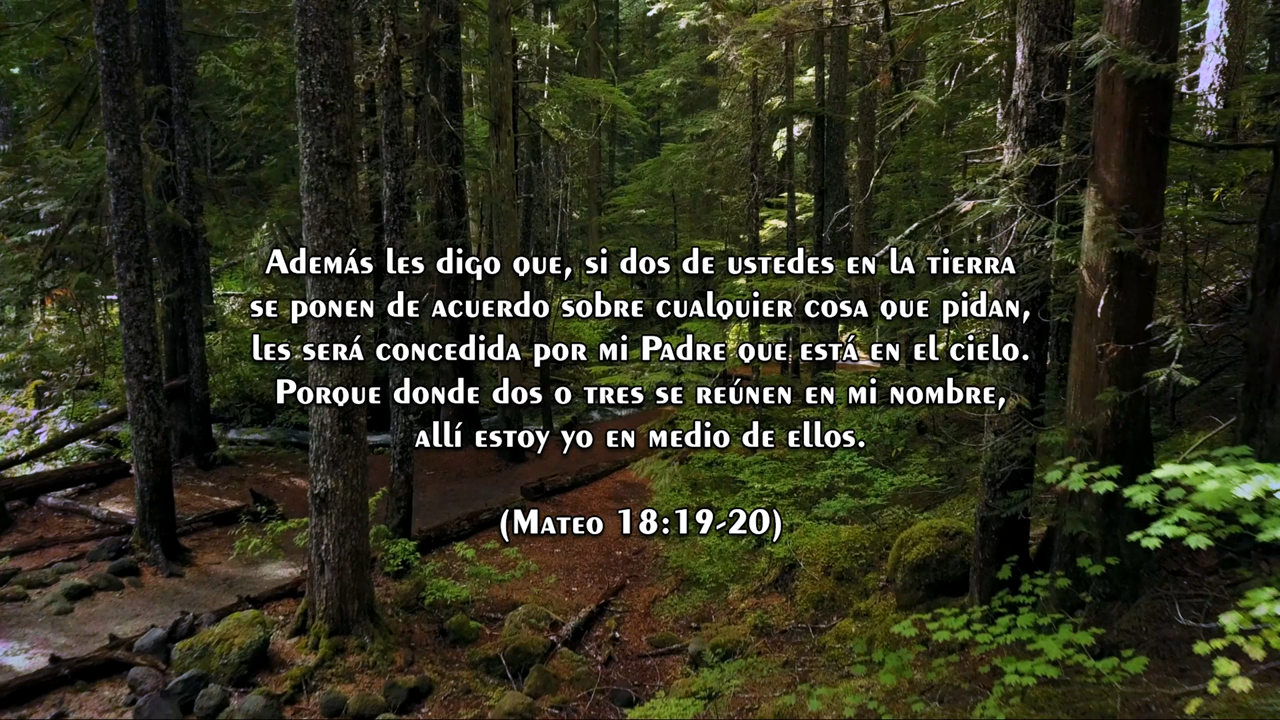 Además les digo que, si dos de ustedes en la tierra
se ponen de acuerdo sobre cualquier cosa que pidan,
les será concedida por mi Padre que está en el cielo.
Porque donde dos o tres se reúnen en mi nombre,
allí estoy yo en medio de ellos.
(Mateo 18:19-20)